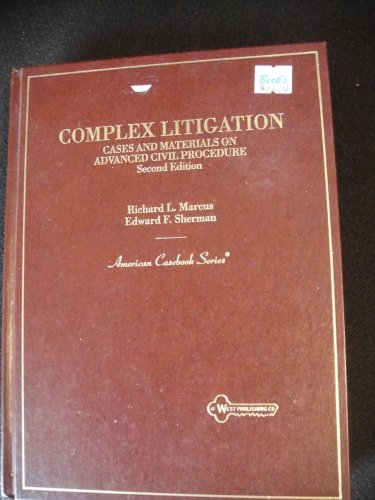 Beck's
COMPLEX LITIGATION
CASES AND MATERIALS ON
ADVANCED CIVIL PROCEDURE
Second Edition
Richard L. Marcus
Edward F. Sherman
American Casebook Series®
WEST PUBLISHING CO